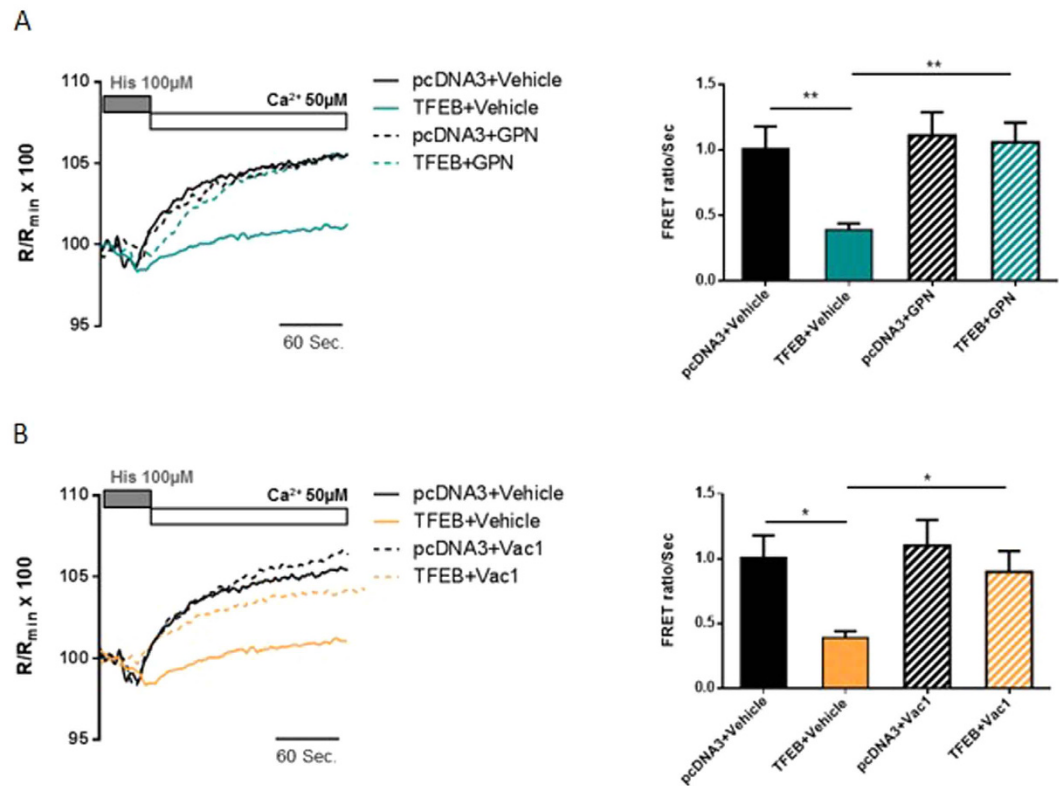 A
His 100µM
Ca²⁺ 50µM
110
105
100
95
R/Rmin x 100
60 Sec.
pcDNA3+Vehicle
TFEB+Vehicle
pcDNA3+GPN
TFEB+GPN
**
**
1.5
1.0
0.5
0.0
FRET ratio/Sec
pcDNA3+Vehicle
TFEB+Vehicle
pcDNA3+GPN
TFEB+GPN
B
His 100µM
Ca²⁺ 50µM
110
105
100
95
R/Rmin x 100
60 Sec.
pcDNA3+Vehicle
TFEB+Vehicle
pcDNA3+Vac1
TFEB+Vac1
*
*
1.5
1.0
0.5
0.0
FRET ratio/Sec
pcDNA3+Vehicle
TFEB+Vehicle
pcDNA3+Vac1
TFEB+Vac1